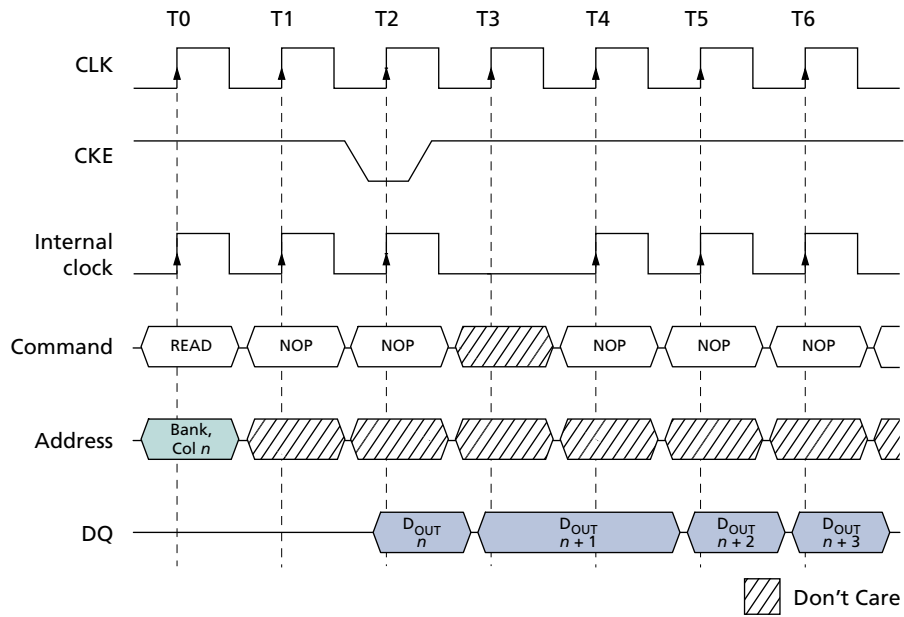 T0 T1 T2 T3 T4 T5 T6
CLK
CKE
Internal
clock
Command READ NOP NOP NOP NOP NOP
Address Bank,
Col n
DQ DOUT
n DOUT
n + 1 DOUT
n + 2 DOUT
n + 3
Don't Care